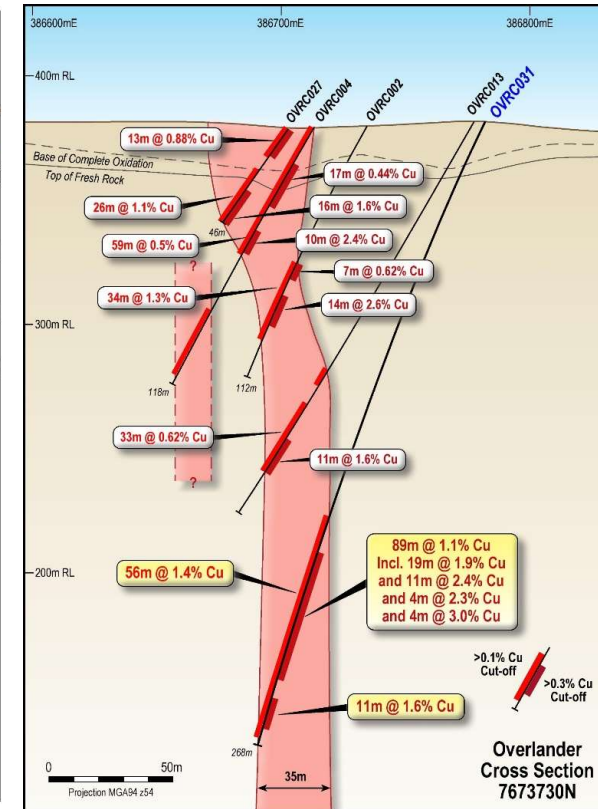 386600mE
386700mE
386800mE
400m RL
OVRC027
OVRC004
OVRC002
OVRC013
OVRC031
13m @ 0.88% Cu
Base of Complete Oxidation
Top of Fresh Rock
17m @ 0.44% Cu
26m @ 1.1% Cu
16m @ 1.6% Cu
46m
59m @ 0.5% Cu
10m @ 2.4% Cu
?
7m @ 0.62% Cu
34m @ 1.3% Cu
14m @ 2.6% Cu
300m RL
118m
112m
33m @ 0.62% Cu
11m @ 1.6% Cu
?
200m RL
56m @ 1.4% Cu
89m @ 1.1% Cu
Incl. 19m @ 1.9% Cu
and 11m @ 2.4% Cu
and 4m @ 2.3% Cu
and 4m @ 3.0% Cu
>0.1% Cu
Cut-off
>0.3% Cu
Cut-off
11m @ 1.6% Cu
268m
0
50m
Projection MGA94 z54
35m
Overlander
Cross Section
7673730N